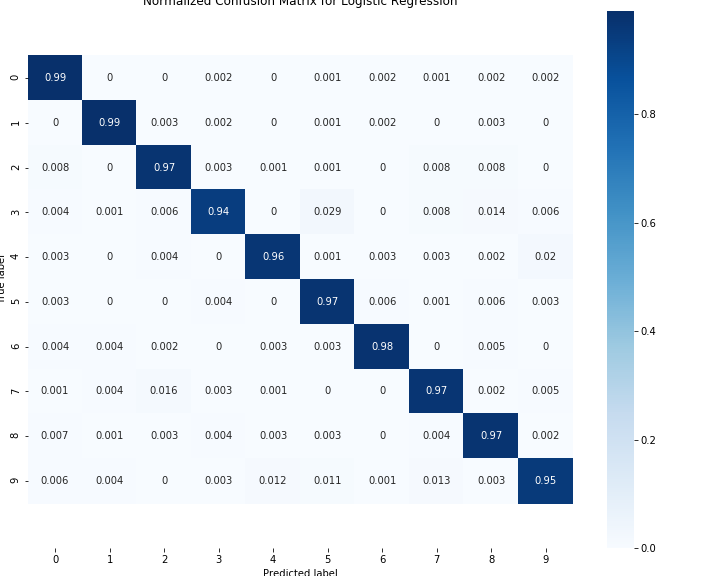 Normalized Confusion Matrix for Logistic Regression
0 0.99 0 0 0.002 0 0.001 0.002 0.001 0.002 0.002
1 0 0.99 0.003 0.002 0 0.001 0.002 0 0.003 0
2 0.008 0 0.97 0.003 0.001 0.001 0 0.008 0.008 0
3 0.004 0.001 0.006 0.94 0 0.029 0 0.008 0.014 0.006
4 0.003 0 0.004 0 0.96 0.001 0.003 0.003 0.002 0.02
5 0.003 0 0 0.004 0 0.97 0.006 0.001 0.006 0.003
6 0.004 0.004 0.002 0 0.003 0.003 0.98 0 0.005 0
7 0.001 0.004 0.016 0.003 0.001 0 0 0.97 0.002 0.005
8 0.007 0.001 0.003 0.004 0.003 0.003 0 0.004 0.97 0.002
9 0.006 0.004 0 0.003 0.012 0.011 0.001 0.013 0.003 0.95
0 1 2 3 4 5 6 7 8 9
Predicted label
True label
0.8
0.6
0.4
0.2
0.0